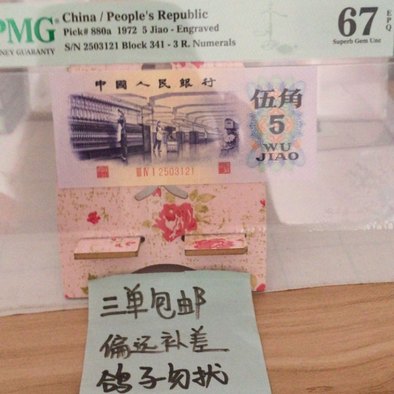 PMG
China / People's Republic
Pick# 880a 1972 5 Jiao - Engraved
S/N 2503121 Block 341 - 3 R. Numerals
67
EPQ
Superb Gem Unc
NEY GUARANTY
中國人民銀行
伍角
5
WU
JIAO
2503121
三单包邮
偏远补差
鸽子勿扰